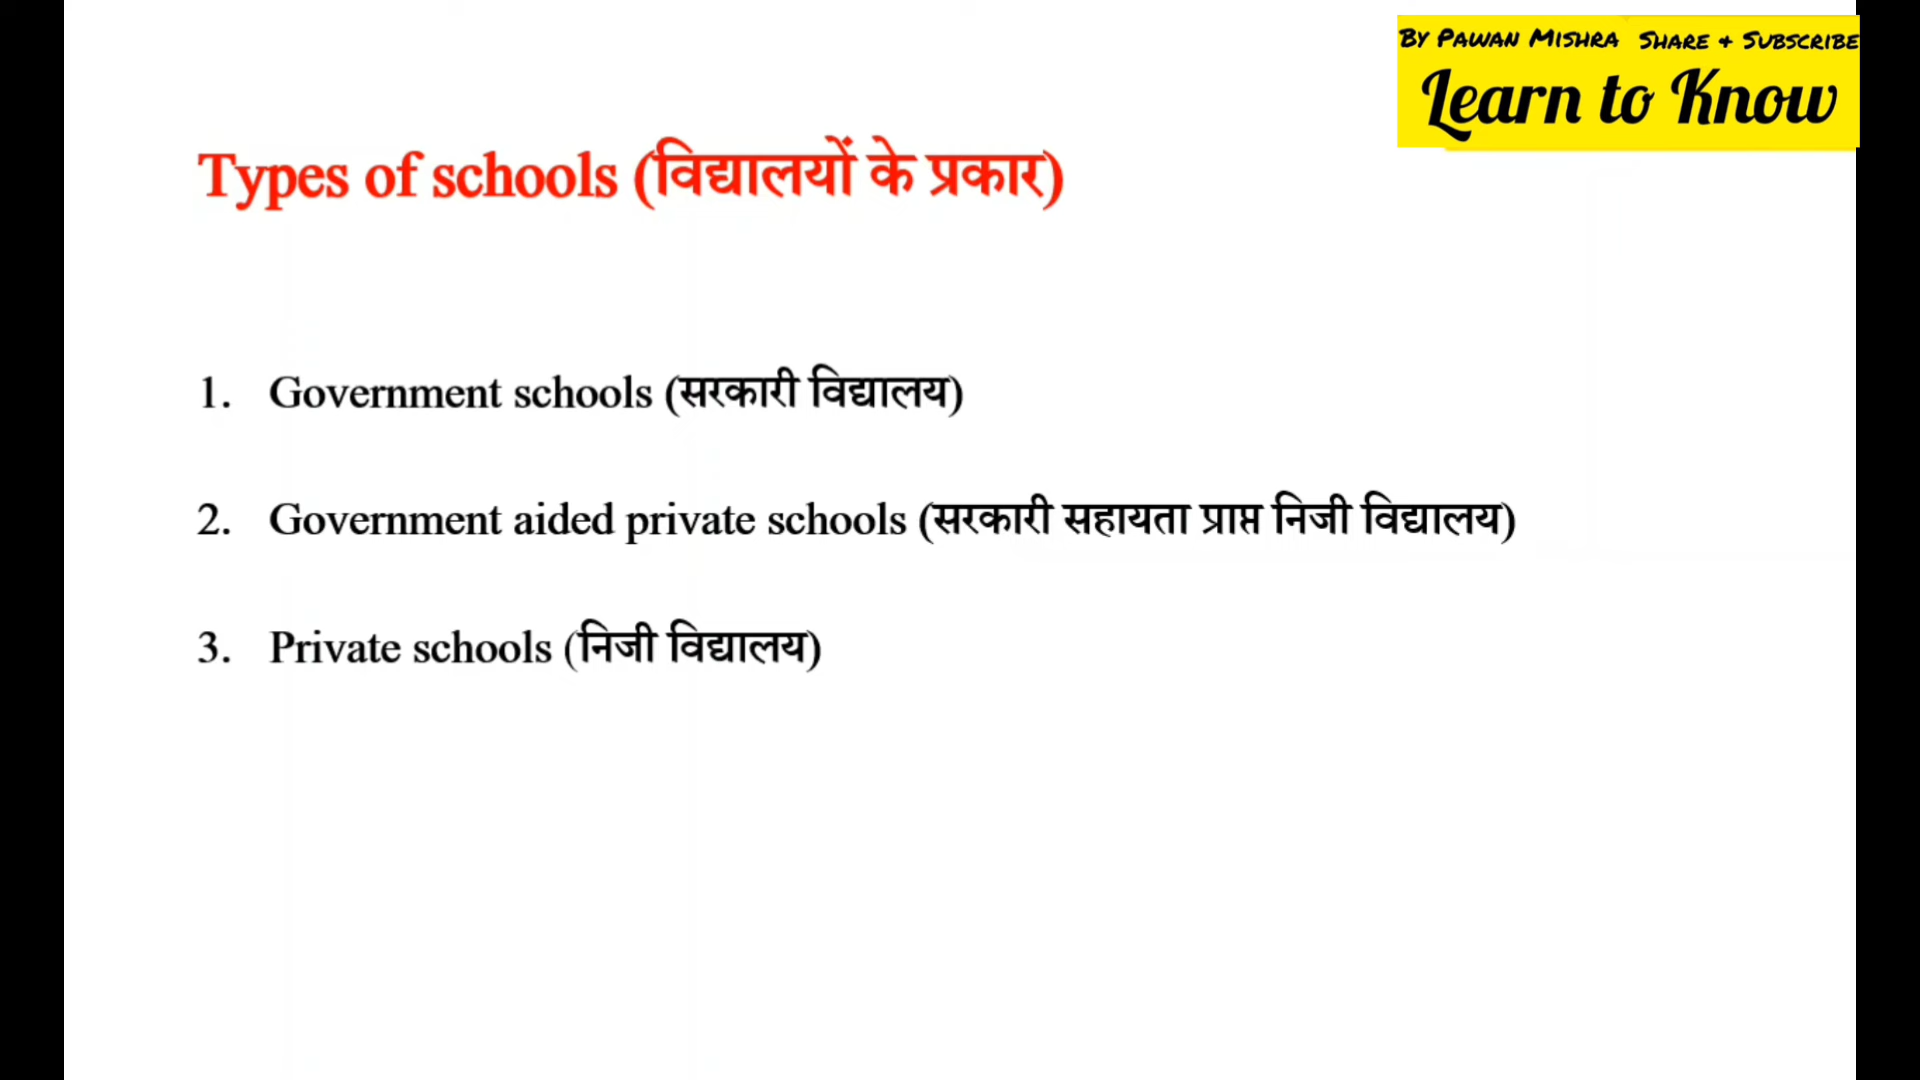 By Pawan Mishra Share + Subscribe
Learn to Know
Types of schools (विद्यालयों के प्रकार)
1. Government schools (सरकारी विद्यालय)
2. Government aided private schools (सरकारी सहायता प्राप्त निजी विद्यालय)
3. Private schools (निजी विद्यालय)